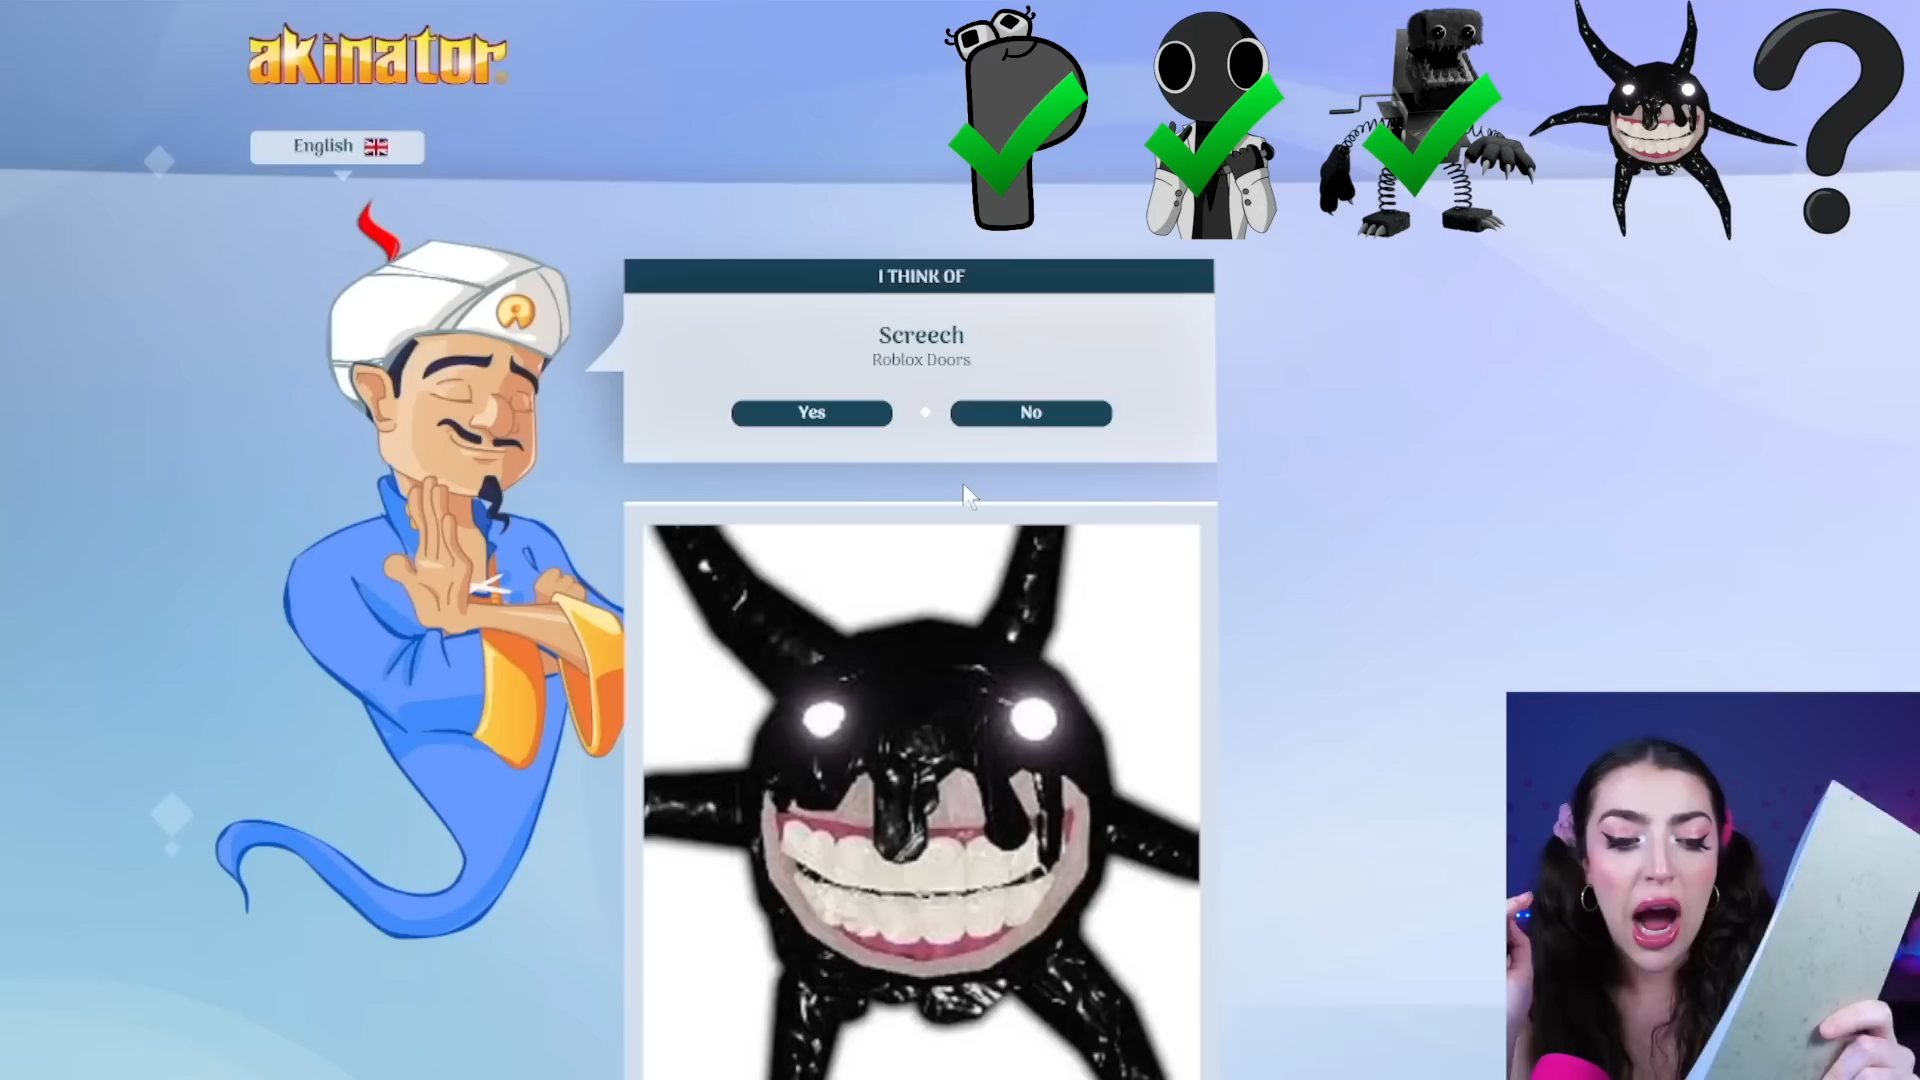 akinator
English
I THINK OF
Screech
Roblox Doors
Yes
No